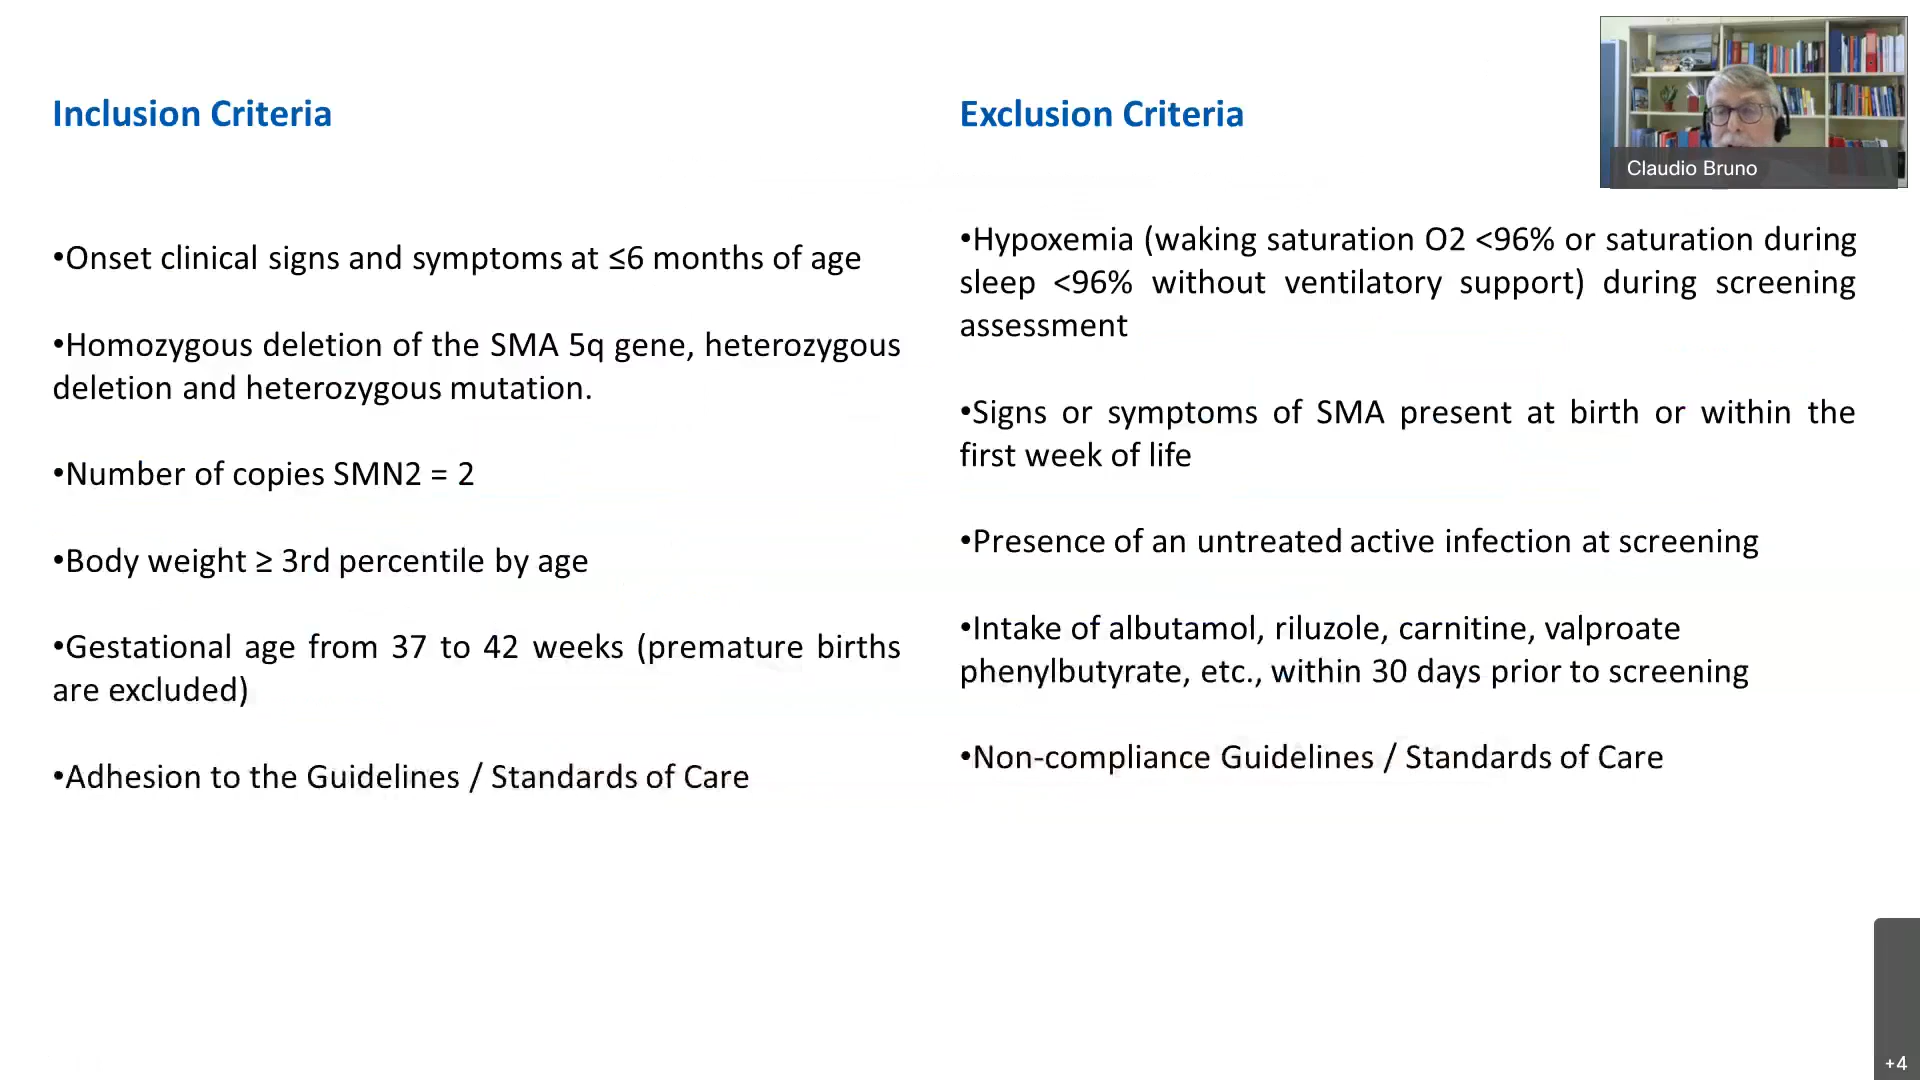 Inclusion Criteria
•Onset clinical signs and symptoms at ≤6 months of age
•Homozygous deletion of the SMA 5q gene, heterozygous
deletion and heterozygous mutation.
•Number of copies SMN2 = 2
•Body weight ≥ 3rd percentile by age
•Gestational age from 37 to 42 weeks (premature births
are excluded)
•Adhesion to the Guidelines / Standards of Care
Exclusion Criteria
•Hypoxemia (waking saturation O2 <96% or saturation during
sleep <96% without ventilatory support) during screening
assessment
•Signs or symptoms of SMA present at birth or within the
first week of life
•Presence of an untreated active infection at screening
•Intake of albutamol, riluzole, carnitine, valproate
phenylbutyrate, etc., within 30 days prior to screening
•Non-compliance Guidelines / Standards of Care
Claudio Bruno
+4